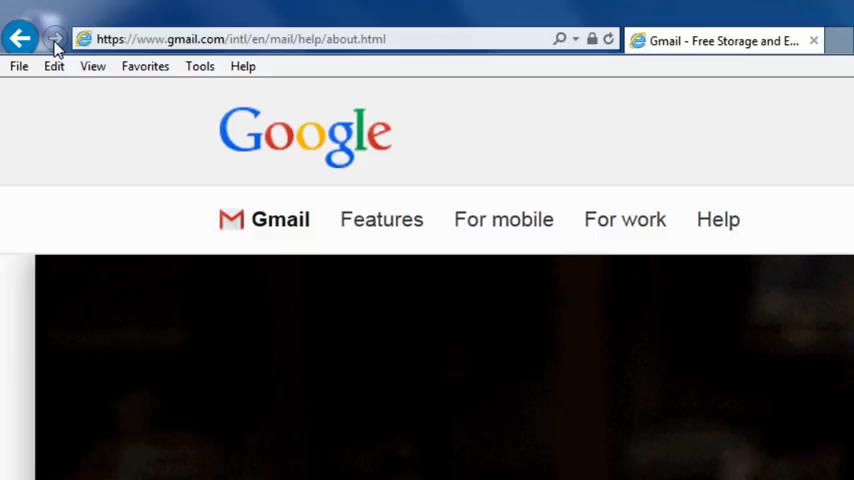 https://www.gmail.com/intl/en/mail/help/about.html
Gmail - Free Storage and E...
File Edit View Favorites Tools Help
Google
Gmail Features For mobile For work Help